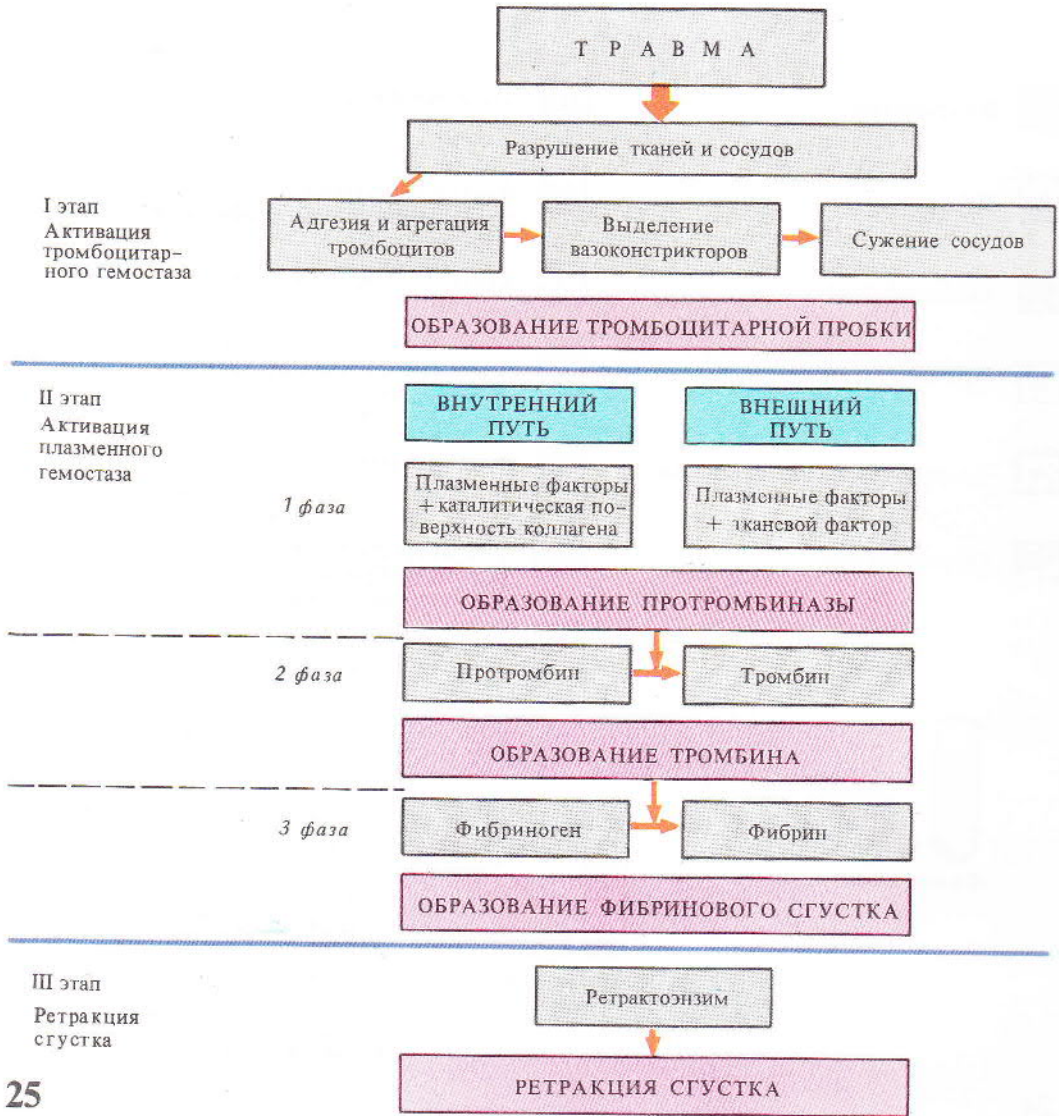 Т Р А В М А
Разрушение тканей и сосудов
I этап
Активация
тромбоцитар–
ного гемостаза
Адгезия и агрегация
тромбоцитов
Выделение
вазоконстрикторов
Сужение сосудов
ОБРАЗОВАНИЕ ТРОМБОЦИТАРНОЙ ПРОБКИ
II этап
Активация
плазменного
гемостаза
ВНУТРЕННИЙ
ПУТЬ
ВНЕШНИЙ
ПУТЬ
1 фаза
Плазменные факторы
+ каталитическая по–
верхность коллагена
Плазменные факторы
+ тканевой фактор
ОБРАЗОВАНИЕ ПРОТРОМБИНАЗЫ
2 фаза
Протромбин
Тромбин
ОБРАЗОВАНИЕ ТРОМБИНА
3 фаза
Фибриноген
Фибрин
ОБРАЗОВАНИЕ ФИБРИНОВОГО СГУСТКА
III этап
Ретракция
сгустка
Ретрактоэнзим
РЕТРАКЦИЯ СГУСТКА
25